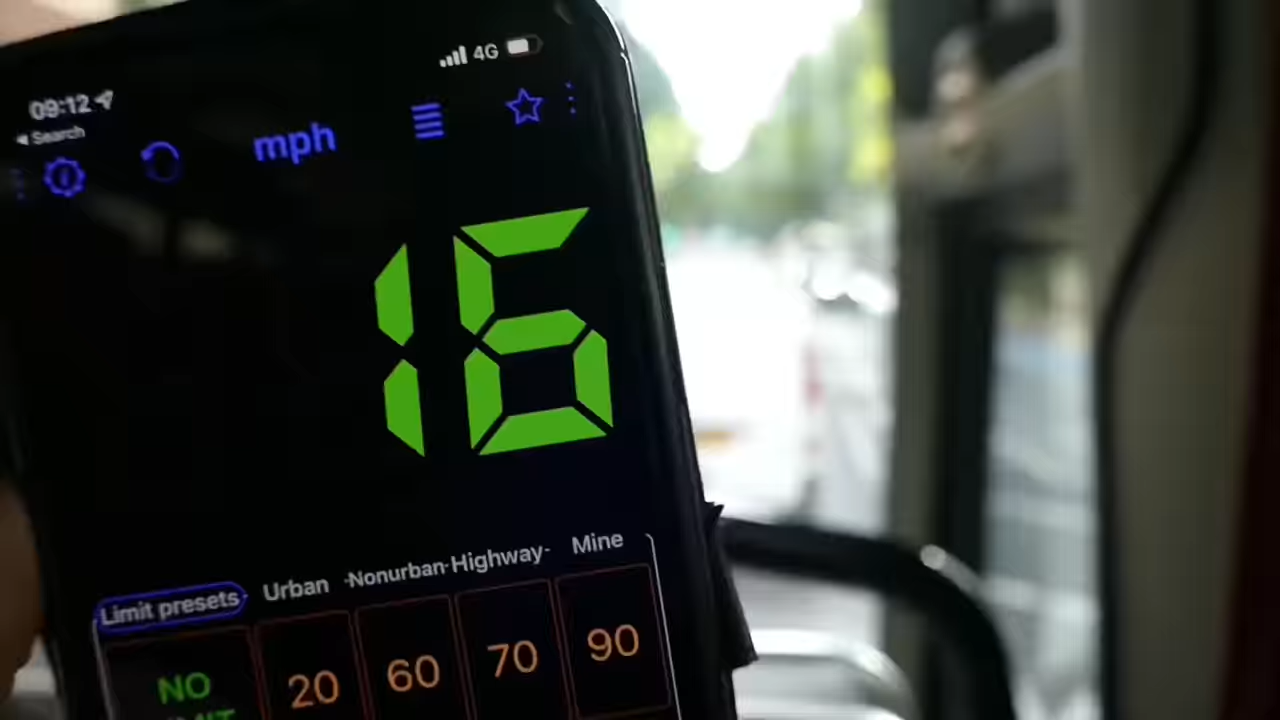 4G
09:12
◀ Search
mph
16
Limit presets Urban Nonurban Highway Mine
NO 20 60 70 90